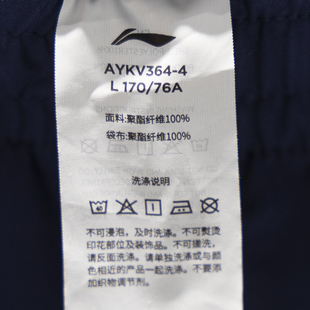 AYKV364-4
L 170/76A
面料:聚酯纤维100%
袋布:聚酯纤维100%
洗涤说明
不可浸泡,及时洗涤。不可熨烫
印花部位及装饰品。不可搓洗,
请反面洗涤。请单独洗涤或与颜
色相近的产品一起洗涤。不要添
加织物调节剂。